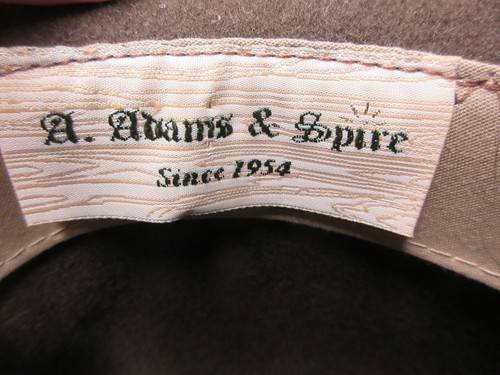 A. Adams & Spire
Since 1954